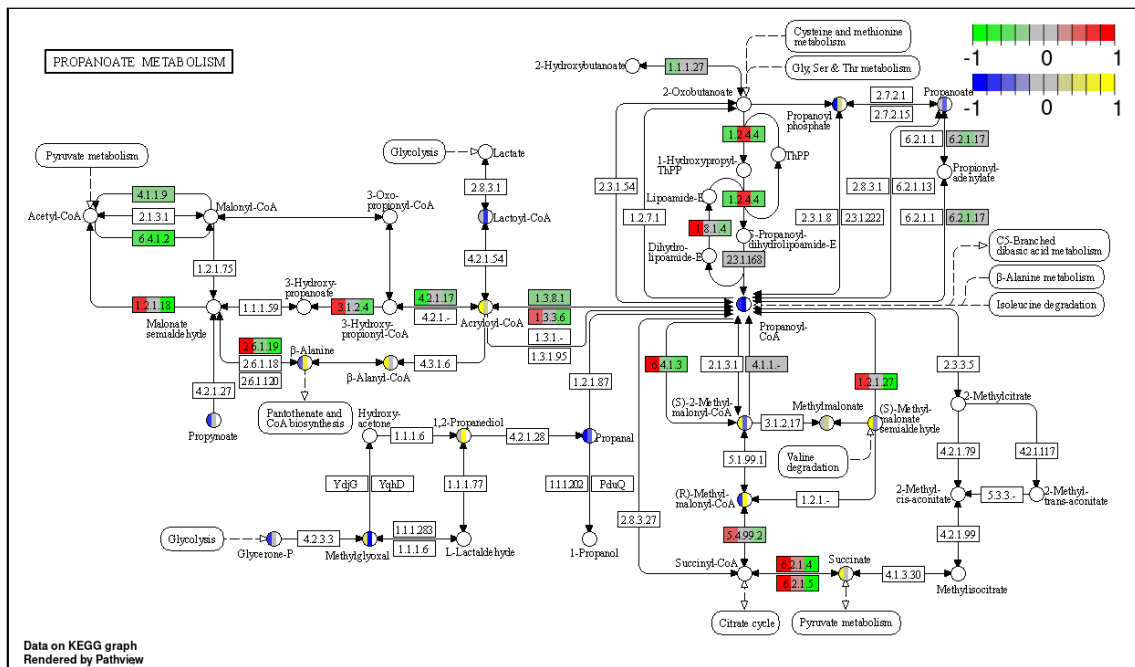 PROPANOATE METABOLISM
-1 0 1
-1 0 1
Cysteine and methionine
metabolism
Gly, Ser & Thr metabolism
2-Hydroxybutanoate
1.1.1.27
2-Oxobutanoate
Propanoyl
phosphate
2.7.2.1
2.7.2.15
Propanoate
6.2.1.1
6.2.1.17
1.2.4.4
ThPP
1-Hydroxypropyl-
ThPP
Propionyl-
adenylate
2.3.1.54
2.8.3.1
6.2.1.13
Lipoamide-E
1.2.4.4
1.2.7.1
2.3.1.8
2.3.1.222
6.2.1.1
6.2.1.17
1.8.1.4
S-Propanoyl-
dihydrolipoamide-E
Dihydro-
lipoamide-E
2.3.1.168
C5-Branched
dibasic acid metabolism
β-Alanine metabolism
Isoleucine degradation
Propanoyl-
CoA
Pyruvate metabolism
Glycolysis
Lactate
2.8.3.1
Lactoyl-CoA
4.2.1.54
4.1.1.9
Acetyl-CoA
2.1.3.1
Malonyl-CoA
6.4.1.2
3-Oxo-
propionyl-CoA
1.2.1.75
3-Hydroxy-
propanoate
1.2.1.18
Malonate
semialdehyde
1.1.1.59
3.1.2.4
3-Hydroxy-
propionyl-CoA
4.2.1.17
4.2.1.-
Acryloyl-CoA
1.3.8.1
1.3.3.6
1.3.1.-
1.3.1.95
2.6.1.19
2.6.1.18
2.6.1.120
β-Alanine
β-Alanyl-CoA
4.3.1.6
4.2.1.27
Propynoate
Pantothenate and
CoA biosynthesis
1.2.1.87
6.4.1.3
2.1.3.1
4.1.1.-
1.2.1.27
2.3.3.5
(S)-2-Methyl-
malonyl-CoA
3.1.2.17
Methylmalonate
(S)-Methyl-
malonate
semialdehyde
2-Methylcitrate
Hydroxy-
acetone
1.1.1.6
1,2-Propanediol
4.2.1.28
Propanal
Valine
degradation
5.1.99.1
4.2.1.79
4.2.1.117
YdjG
YqhD
1.1.1.77
1.1.1.202
PduQ
(R)-Methyl-
malonyl-CoA
1.2.1.-
2-Methyl-
cis-aconitate
5.3.3.-
2-Methyl-
trans-aconitate
2.8.3.27
Glycolysis
Glycerone-P
4.2.3.3
Methylglyoxal
1.1.1.283
1.1.1.6
L-Lactaldehyde
1-Propanol
5.4.99.2
4.2.1.99
Succinyl-CoA
6.2.1.4
6.2.1.5
Succinate
4.1.3.30
Methylisocitrate
Citrate cycle
Pyruvate metabolism
Data on KEGG graph
Rendered by Pathview